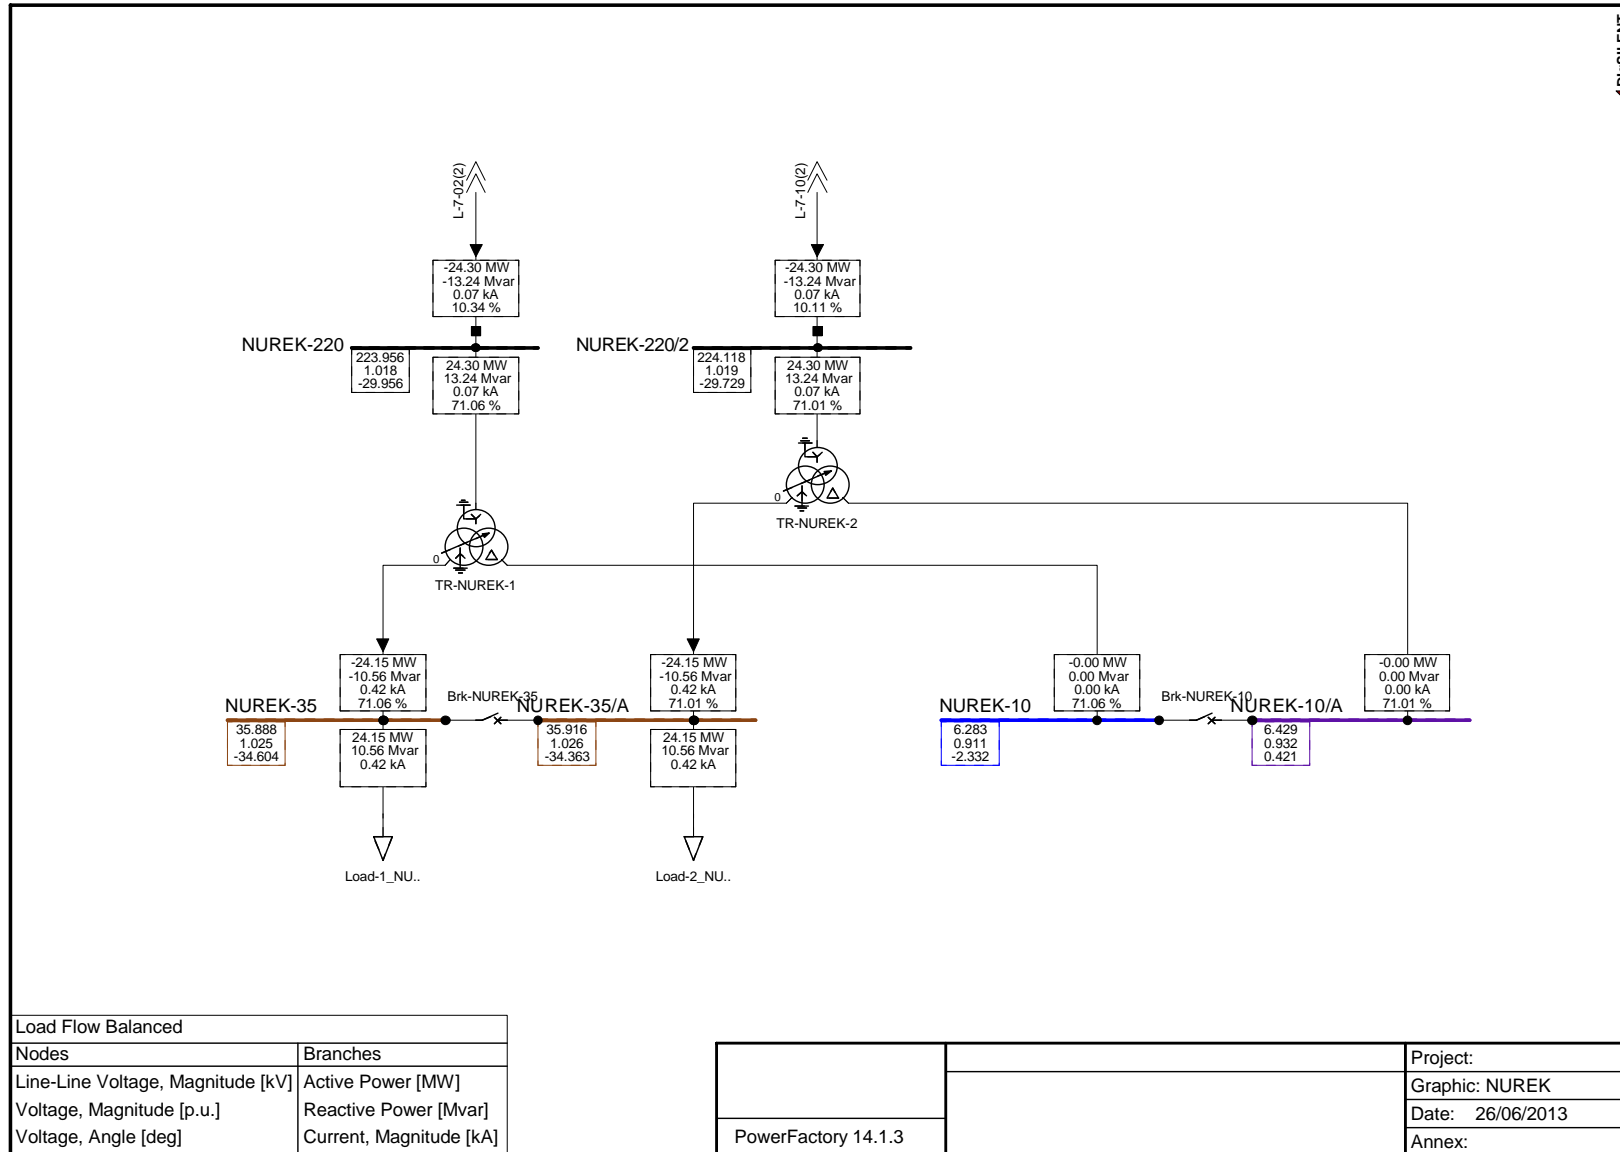 DIgSILENT
L-7-02(2)
L-7-10(2)
-24.30 MW
-13.24 Mvar
0.07 kA
10.34 %
-24.30 MW
-13.24 Mvar
0.07 kA
10.11 %
NUREK-220
223.956
1.018
-29.956
24.30 MW
13.24 Mvar
0.07 kA
71.06 %
NUREK-220/2
224.118
1.019
-29.729
24.30 MW
13.24 Mvar
0.07 kA
71.01 %
0
TR-NUREK-2
0
TR-NUREK-1
-24.15 MW
-10.56 Mvar
0.42 kA
71.06 %
-24.15 MW
-10.56 Mvar
0.42 kA
71.01 %
-0.00 MW
0.00 Mvar
0.00 kA
71.06 %
-0.00 MW
0.00 Mvar
0.00 kA
71.01 %
NUREK-35
Brk-NUREK-35
NUREK-35/A
NUREK-10
Brk-NUREK-10
NUREK-10/A
35.888
1.025
-34.604
24.15 MW
10.56 Mvar
0.42 kA
35.916
1.026
-34.363
24.15 MW
10.56 Mvar
0.42 kA
6.283
0.911
-2.332
6.429
0.932
0.421
Load-1_NU..
Load-2_NU..
Load Flow Balanced
Nodes
Branches
Line-Line Voltage, Magnitude [kV]
Active Power [MW]
Voltage, Magnitude [p.u.]
Reactive Power [Mvar]
Voltage, Angle [deg]
Current, Magnitude [kA]
PowerFactory 14.1.3
Project:
Graphic: NUREK
Date: 26/06/2013
Annex: